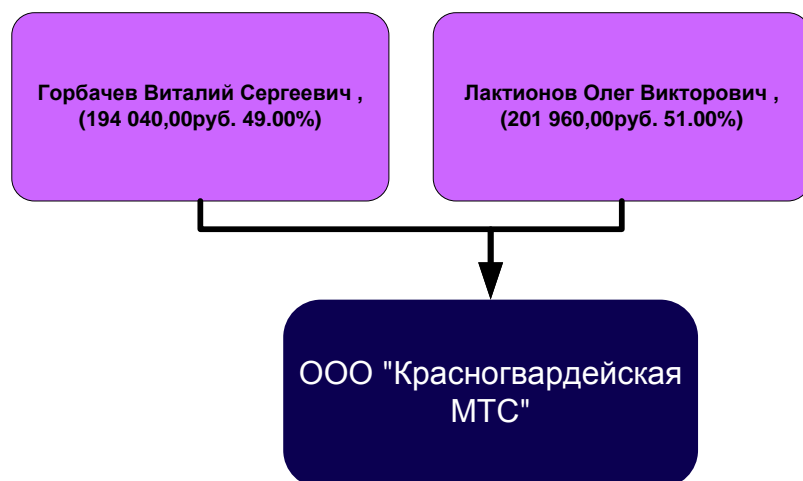 Горбачев Виталий Сергеевич ,
(194 040,00руб. 49.00%)
Лактионов Олег Викторович ,
(201 960,00руб. 51.00%)
ООО "Красногвардейская
МТС"